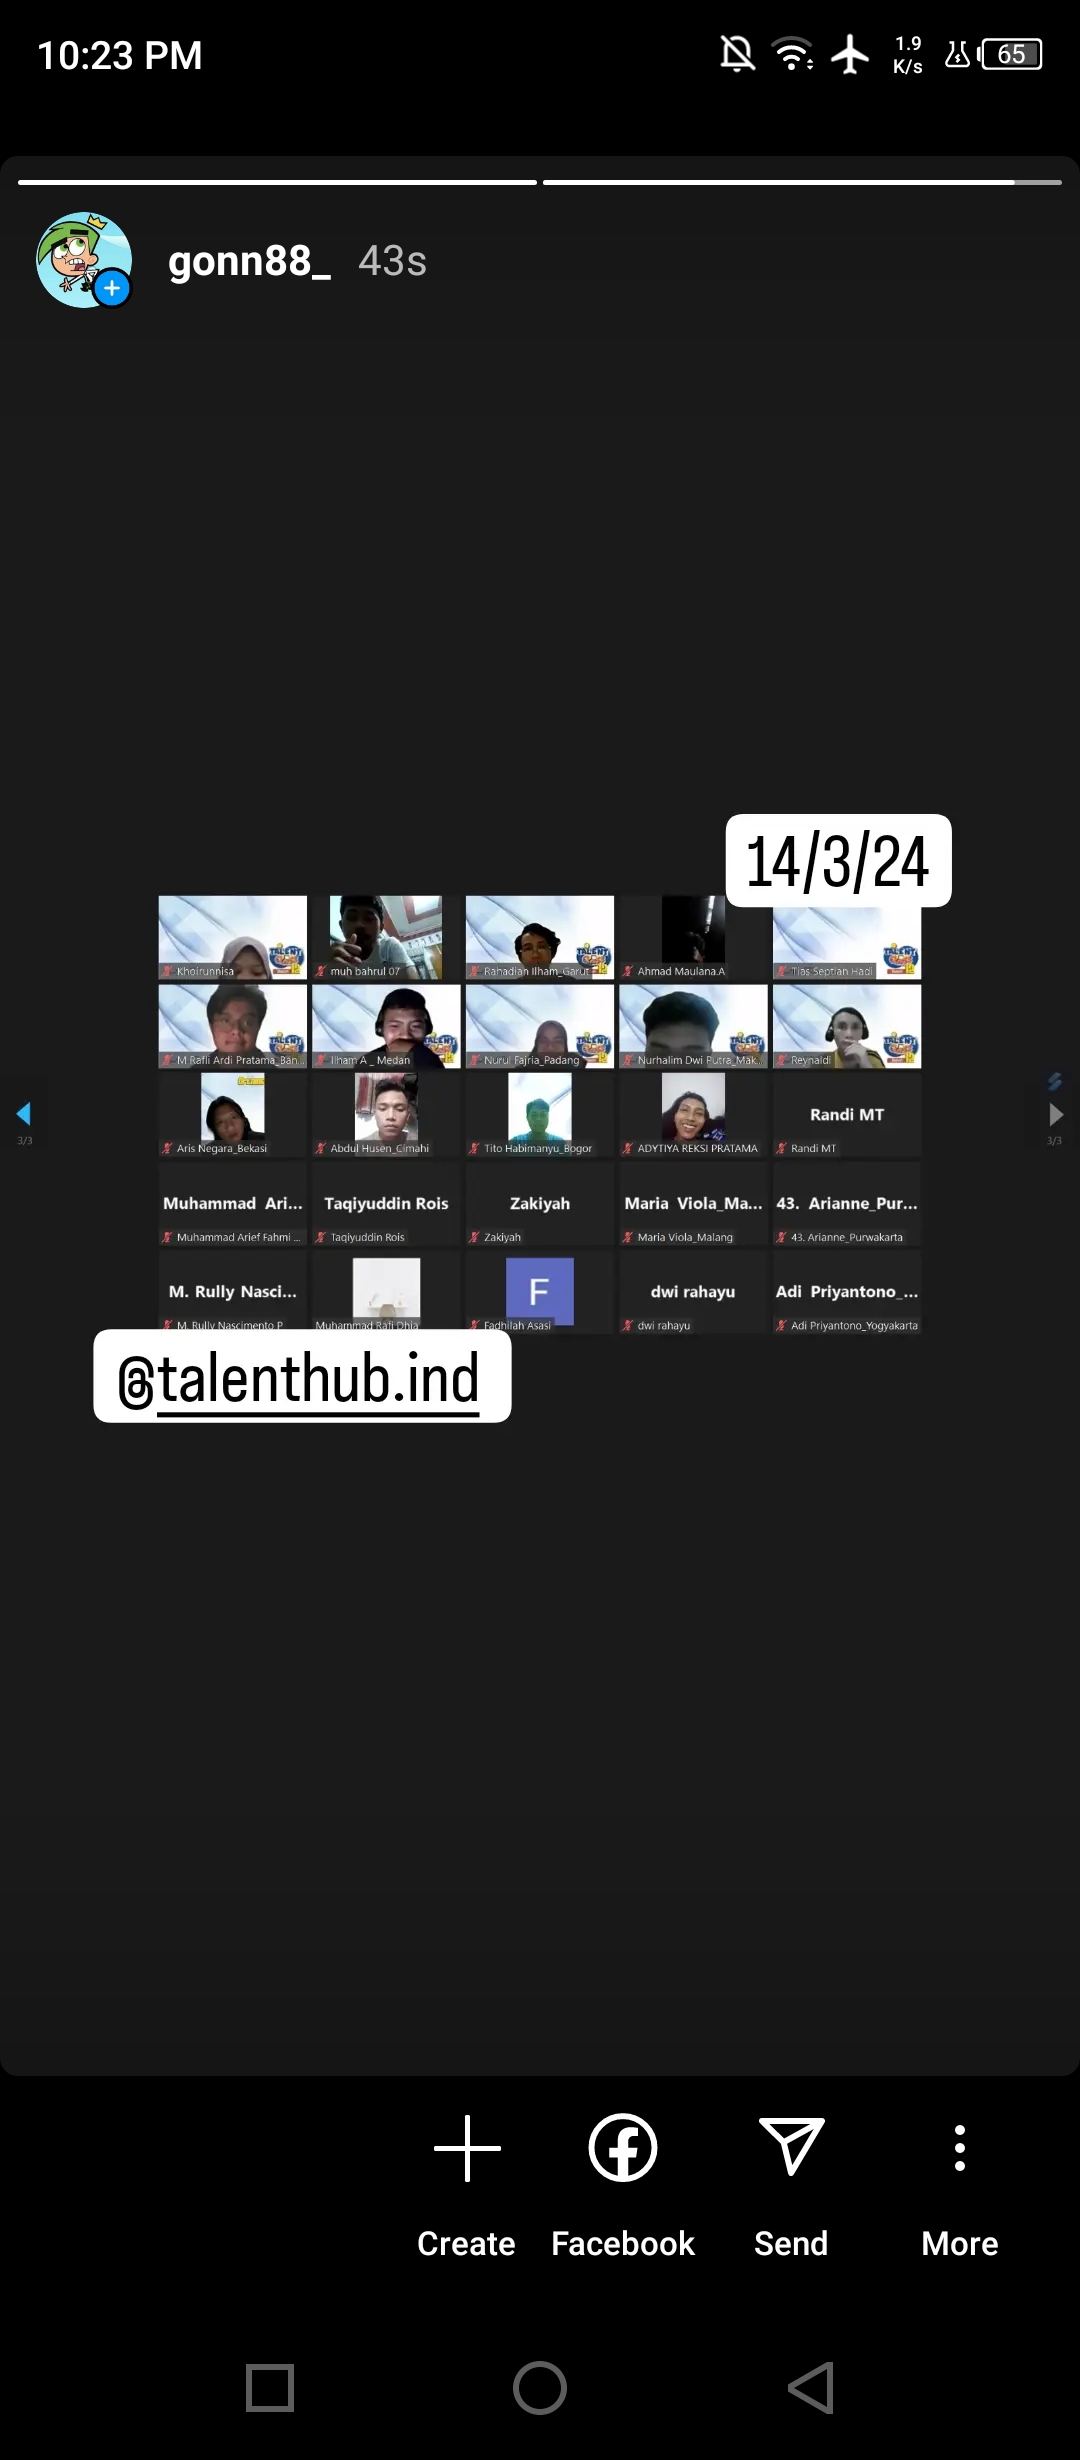 10:23 PM
1.9
K/s
65
gonn88_ 43s
14/3/24
Khoirunnisa
muh bahrul 07
Rahadian Ilham_Garut
Ahmad Maulana.A
Tias Septian Hadi
M Rafli Ardi Pratama_Ban...
Ilham A _ Medan
Nurul Fajria_Padang
Nurhalim Dwi Putra_Mak...
Reynaldi
Aris Negara_Bekasi
Abdul Husen_Cimahi
Tito Habimanyu_Bogor
ADYTIYA REKSI PRATAMA
Randi MT
Randi MT
Muhammad Ari...
Taqiyuddin Rois
Zakiyah
Maria Viola_Ma...
43. Arianne_Pur...
Muhammad Arief Fahmi ...
Taqiyuddin Rois
Zakiyah
Maria Viola_Malang
43. Arianne_Purwakarta
M. Rully Nasci...
F
dwi rahayu
Adi Priyantono_...
M. Rully Nascimento P
Muhammad Rafi Dhia
Fadhilah Asasi
dwi rahayu
Adi Priyantono_Yogyakarta
3/3
3/3
@talenthub.ind
Create
Facebook
Send
More